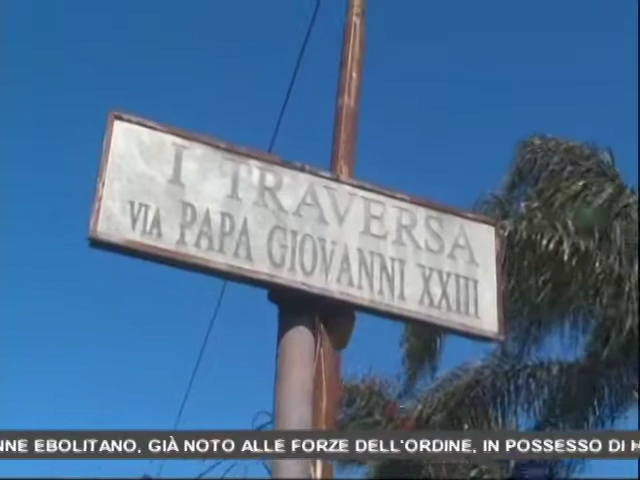 I TRAVERSA
VIA PAPA GIOVANNI XXIII
NNE EBOLITANO, GIÀ NOTO ALLE FORZE DELL'ORDINE, IN POSSESSO DI